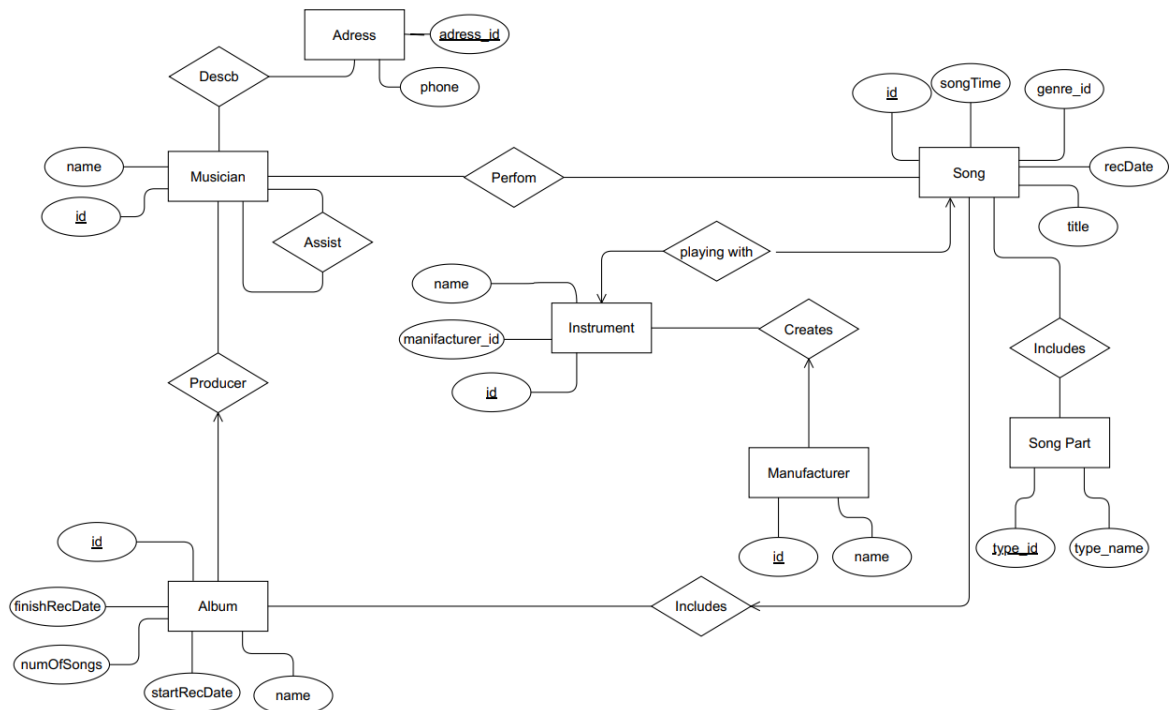 Adress
adress_id
Descb
phone
songTime
id
genre_id
name
Musician
Perfom
Song
recDate
id
Assist
title
playing with
name
Instrument
Creates
manifacturer_id
Includes
Producer
id
Song Part
Manufacturer
id
id
name
type_id
type_name
finishRecDate
Album
Includes
numOfSongs
startRecDate
name